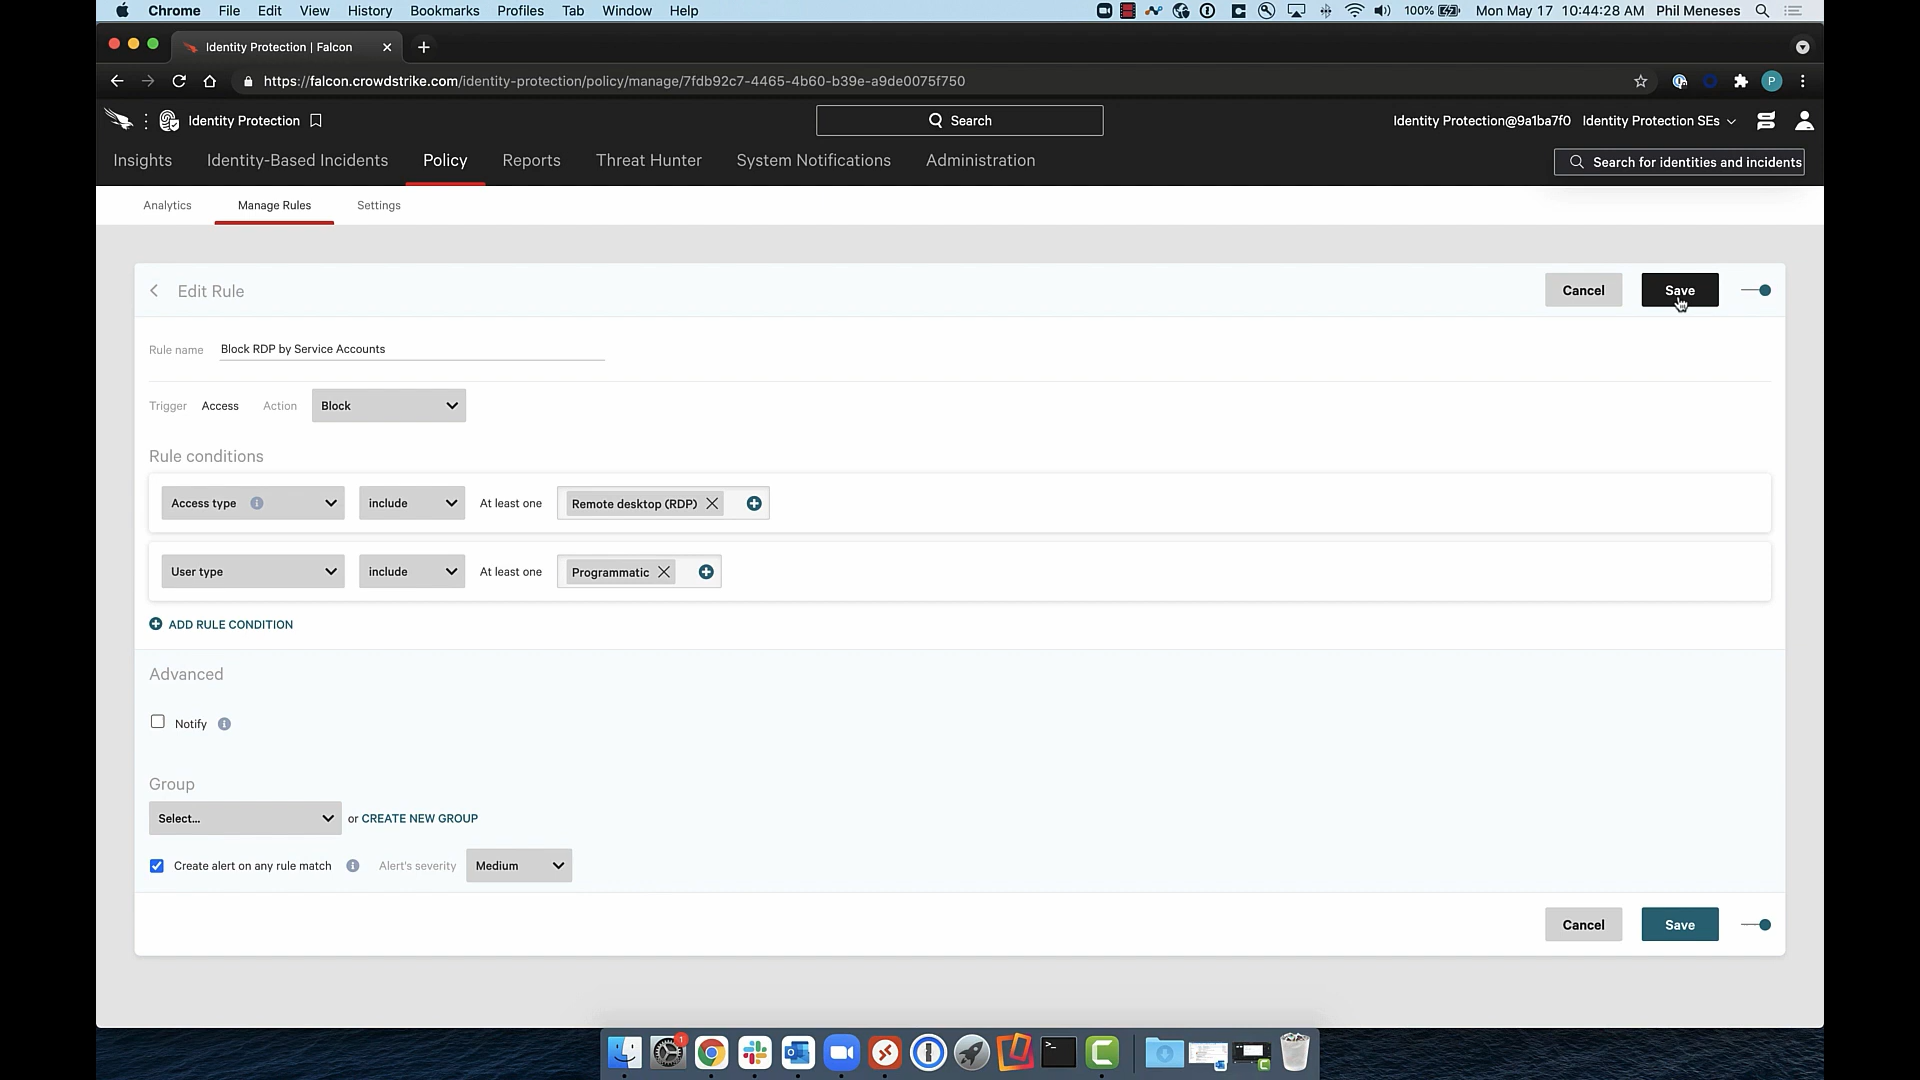 Chrome File Edit View History Bookmarks Profiles Tab Window Help 100% Mon May 17 10:44:28 AM Phil Meneses
Identity Protection | Falcon
https://falcon.crowdstrike.com/identity-protection/policy/manage/7fdb92c7-4465-4b60-b39e-a9de0075f750 P
Identity Protection Search Identity Protection@9a1ba7f0 Identity Protection SEs
Insights Identity-Based Incidents Policy Reports Threat Hunter System Notifications Administration Search for identities and incidents
Analytics Manage Rules Settings
Edit Rule Cancel Save
Rule name Block RDP by Service Accounts
Trigger Access Action Block
Rule conditions
Access type include At least one Remote desktop (RDP)
User type include At least one Programmatic
ADD RULE CONDITION
Advanced
Notify
Group
Select... or CREATE NEW GROUP
Create alert on any rule match Alert's severity Medium
Cancel Save
1